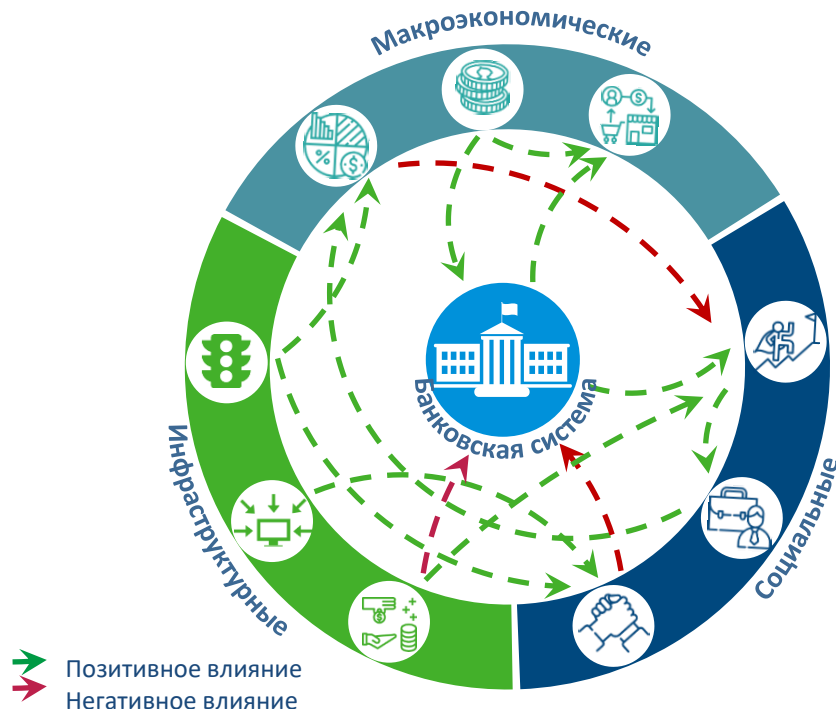 Макроэкономические
Банковская система
Инфраструктурные
Социальные
Позитивное влияние
Негативное влияние